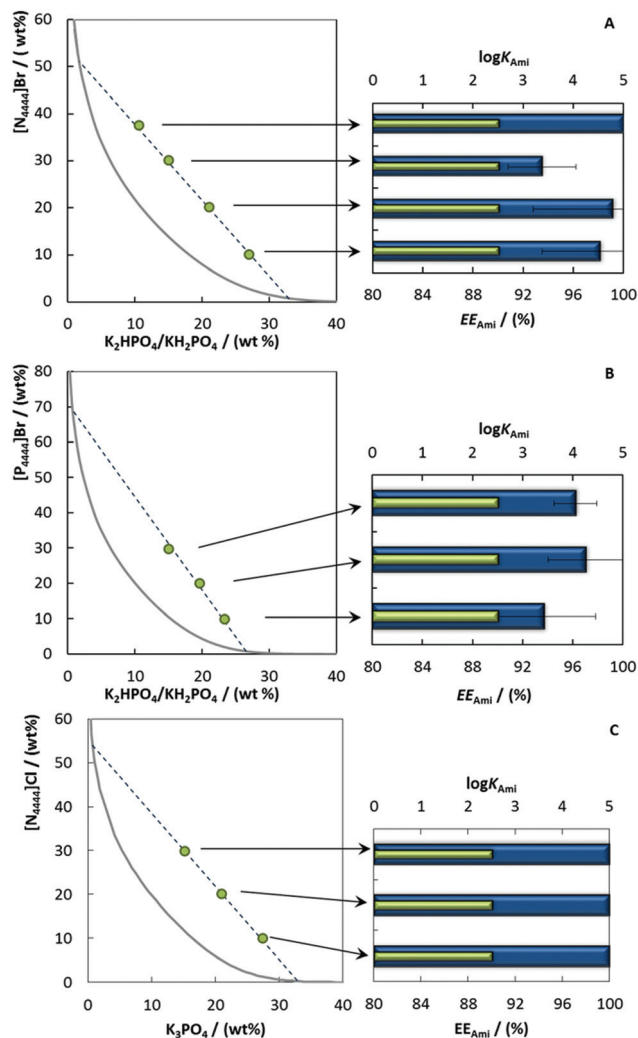 A
[N4444]Br / ( wt%)
60
50
40
30
20
10
0
0 10 20 30 40
K2HPO4/KH2PO4 / (wt %)
logKAmi
0 1 2 3 4 5
80 84 88 92 96 100
EEAmi / (%)
B
[P4444]Br / (wt%)
80
70
60
50
40
30
20
10
0
0 10 20 30 40
K2HPO4/KH2PO4 / (wt %)
logKAmi
0 1 2 3 4 5
80 84 88 92 96 100
EEAmi / (%)
C
[N4444]Cl / (wt%)
60
50
40
30
20
10
0
0 10 20 30 40
K3PO4 / (wt%)
logKAmi
0 1 2 3 4 5
80 84 88 92 96 100
EEAmi / (%)